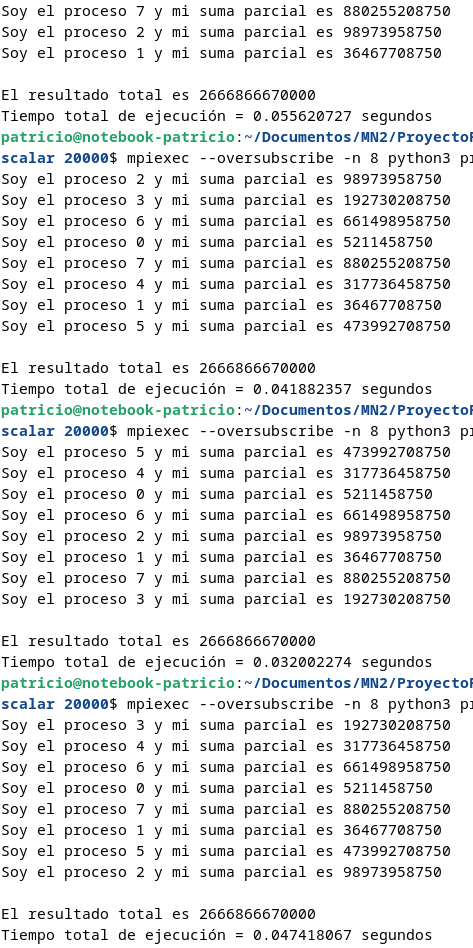 Soy el proceso 7 y mi suma parcial es 880255208750
Soy el proceso 2 y mi suma parcial es 98973958750
Soy el proceso 1 y mi suma parcial es 36467708750

El resultado total es 2666866670000
Tiempo total de ejecución = 0.055620727 segundos
patricio@notebook-patricio:~/Documentos/MN2/Proyecto
scalar 20000$ mpiexec --oversubscribe -n 8 python3 p
Soy el proceso 2 y mi suma parcial es 98973958750
Soy el proceso 3 y mi suma parcial es 192730208750
Soy el proceso 6 y mi suma parcial es 661498958750
Soy el proceso 0 y mi suma parcial es 5211458750
Soy el proceso 7 y mi suma parcial es 880255208750
Soy el proceso 4 y mi suma parcial es 317736458750
Soy el proceso 1 y mi suma parcial es 36467708750
Soy el proceso 5 y mi suma parcial es 473992708750

El resultado total es 2666866670000
Tiempo total de ejecución = 0.041882357 segundos
patricio@notebook-patricio:~/Documentos/MN2/Proyecto
scalar 20000$ mpiexec --oversubscribe -n 8 python3 p
Soy el proceso 5 y mi suma parcial es 473992708750
Soy el proceso 4 y mi suma parcial es 317736458750
Soy el proceso 0 y mi suma parcial es 5211458750
Soy el proceso 6 y mi suma parcial es 661498958750
Soy el proceso 2 y mi suma parcial es 98973958750
Soy el proceso 1 y mi suma parcial es 36467708750
Soy el proceso 7 y mi suma parcial es 880255208750
Soy el proceso 3 y mi suma parcial es 192730208750

El resultado total es 2666866670000
Tiempo total de ejecución = 0.032002274 segundos
patricio@notebook-patricio:~/Documentos/MN2/Proyecto
scalar 20000$ mpiexec --oversubscribe -n 8 python3 p
Soy el proceso 3 y mi suma parcial es 192730208750
Soy el proceso 4 y mi suma parcial es 317736458750
Soy el proceso 6 y mi suma parcial es 661498958750
Soy el proceso 0 y mi suma parcial es 5211458750
Soy el proceso 7 y mi suma parcial es 880255208750
Soy el proceso 1 y mi suma parcial es 36467708750
Soy el proceso 5 y mi suma parcial es 473992708750
Soy el proceso 2 y mi suma parcial es 98973958750

El resultado total es 2666866670000
Tiempo total de ejecución = 0.047418067 segundos